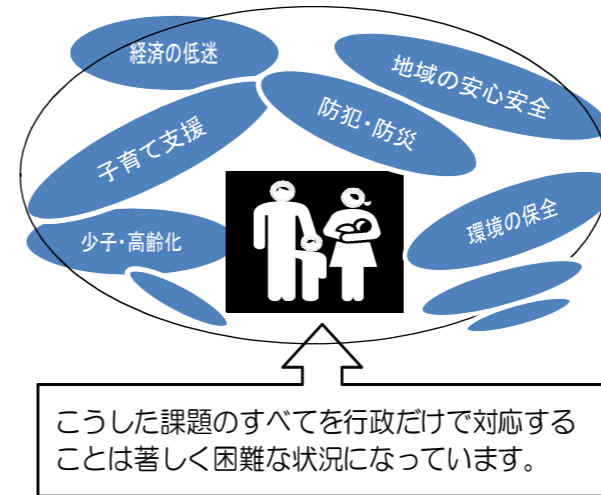 経済の低迷
地域の安心安全
防犯・防災
子育て支援
少子・高齢化
環境の保全
こうした課題のすべてを行政だけで対応する
ことは著しく困難な状況になっています。